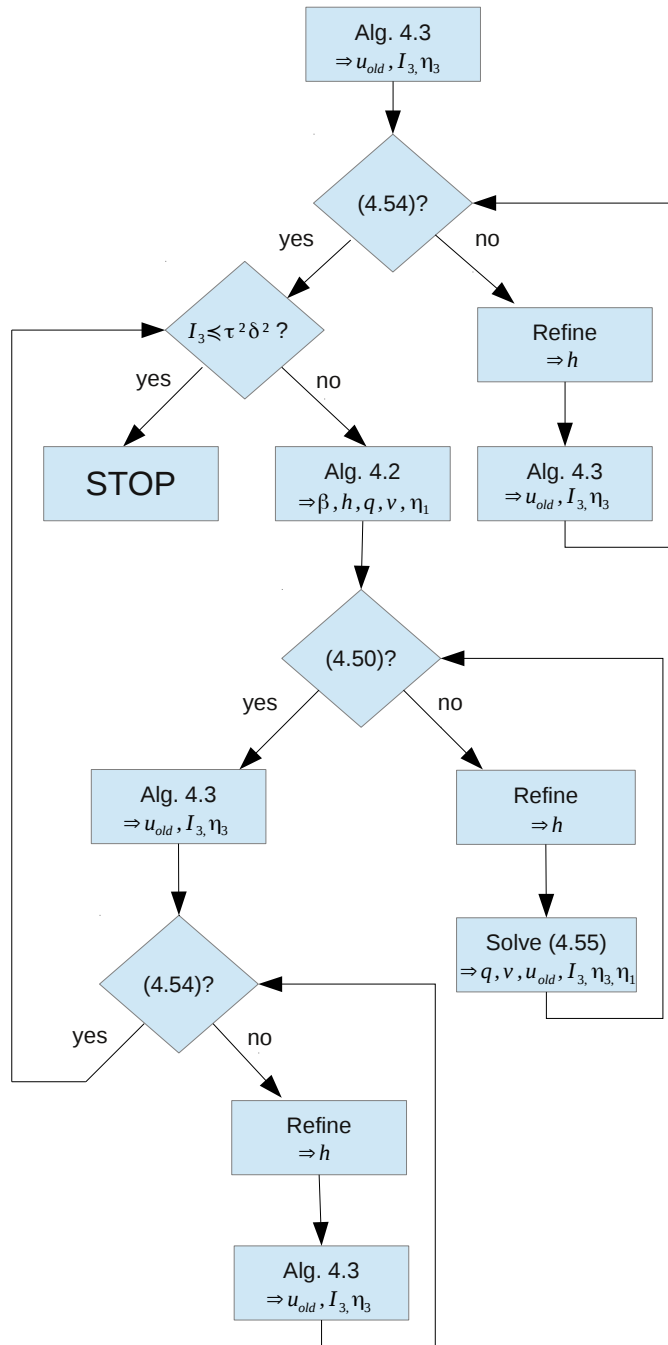 Alg. 4.3
⇒ u_old , I_3, η_3
(4.54)?
yes
no
I_3 ≼ τ² δ² ?
Refine
⇒ h
yes
no
STOP
Alg. 4.2
⇒ β , h , q , v , η_1
Alg. 4.3
⇒ u_old , I_3, η_3
(4.50)?
yes
no
Alg. 4.3
⇒ u_old , I_3, η_3
Refine
⇒ h
Solve (4.55)
⇒ q , v , u_old , I_3, η_3, η_1
(4.54)?
yes
no
Refine
⇒ h
Alg. 4.3
⇒ u_old , I_3, η_3